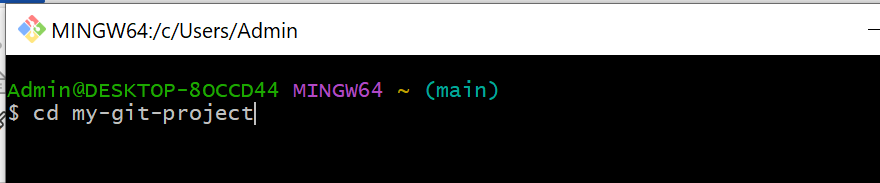 MINGW64:/c/Users/Admin
Admin@DESKTOP-8OCCD44 MINGW64 ~ (main)
$ cd my-git-project